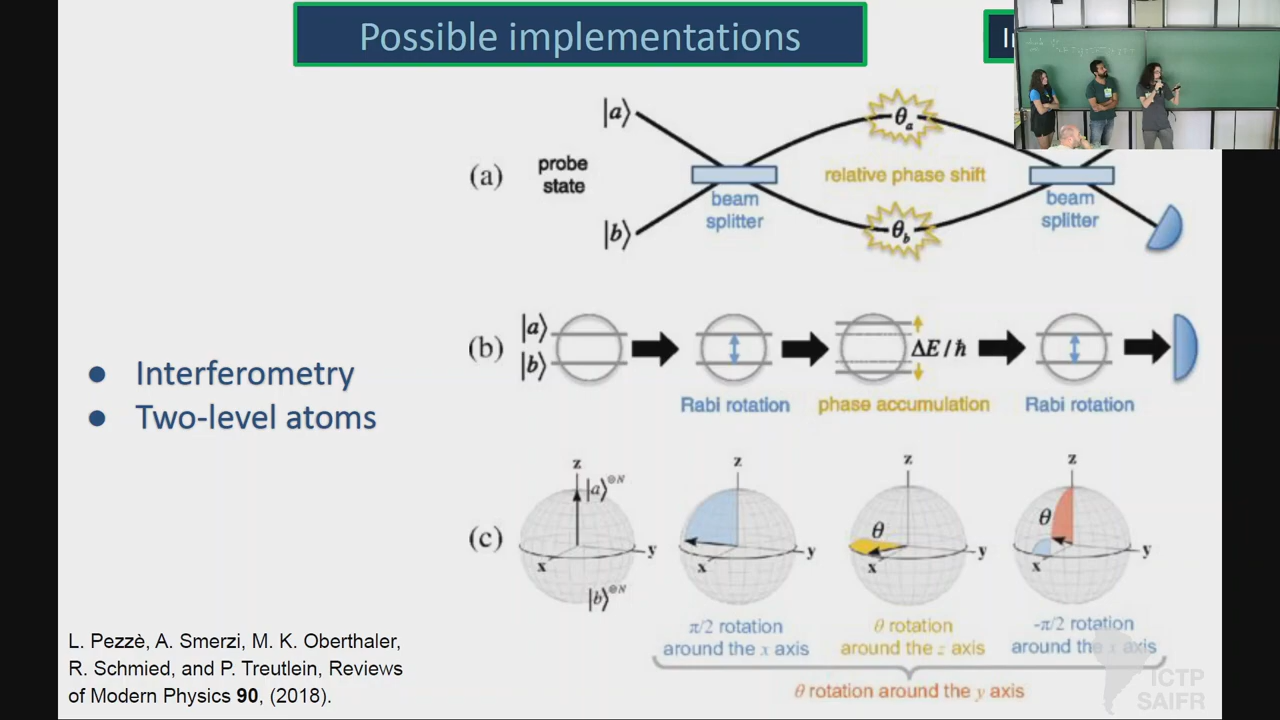 Possible implementations
|a⟩
θa
(a)
probe
state
relative phase shift
beam
splitter
beam
splitter
|b⟩
θb
|a⟩
(b)
|b⟩
ΔE / ħ
Rabi rotation
phase accumulation
Rabi rotation
● Interferometry
● Two-level atoms
z
z
z
z
|a⟩⊗N
(c)
θ
θ
y
y
y
y
x
x
x
x
|b⟩⊗N
π/2 rotation
around the x axis
θ rotation
around the z axis
-π/2 rotation
around the x axis
θ rotation around the y axis
L. Pezzè, A. Smerzi, M. K. Oberthaler,
R. Schmied, and P. Treutlein, Reviews
of Modern Physics 90, (2018).
ICTP
SAIFR